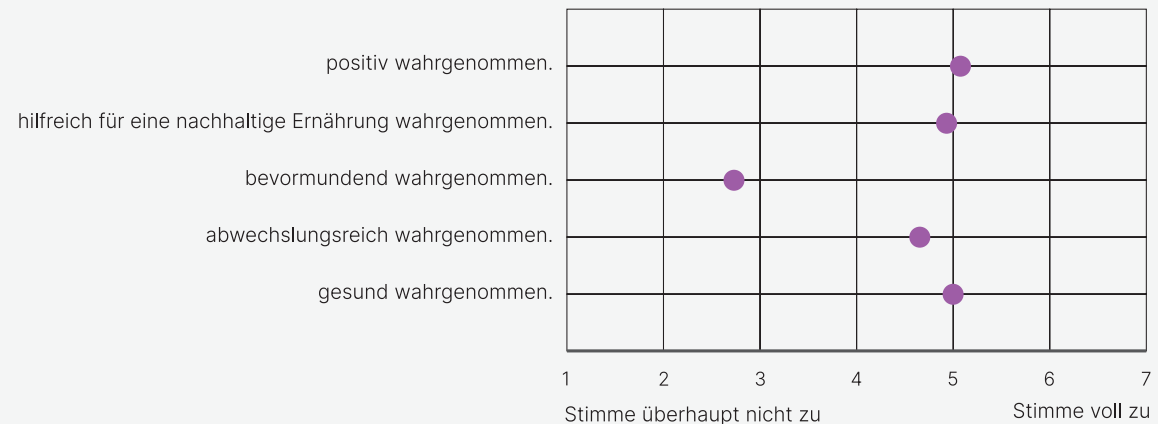 positiv wahrgenommen.
hilfreich für eine nachhaltige Ernährung wahrgenommen.
bevormundend wahrgenommen.
abwechslungsreich wahrgenommen.
gesund wahrgenommen.
1 2 3 4 5 6 7
Stimme überhaupt nicht zu Stimme voll zu